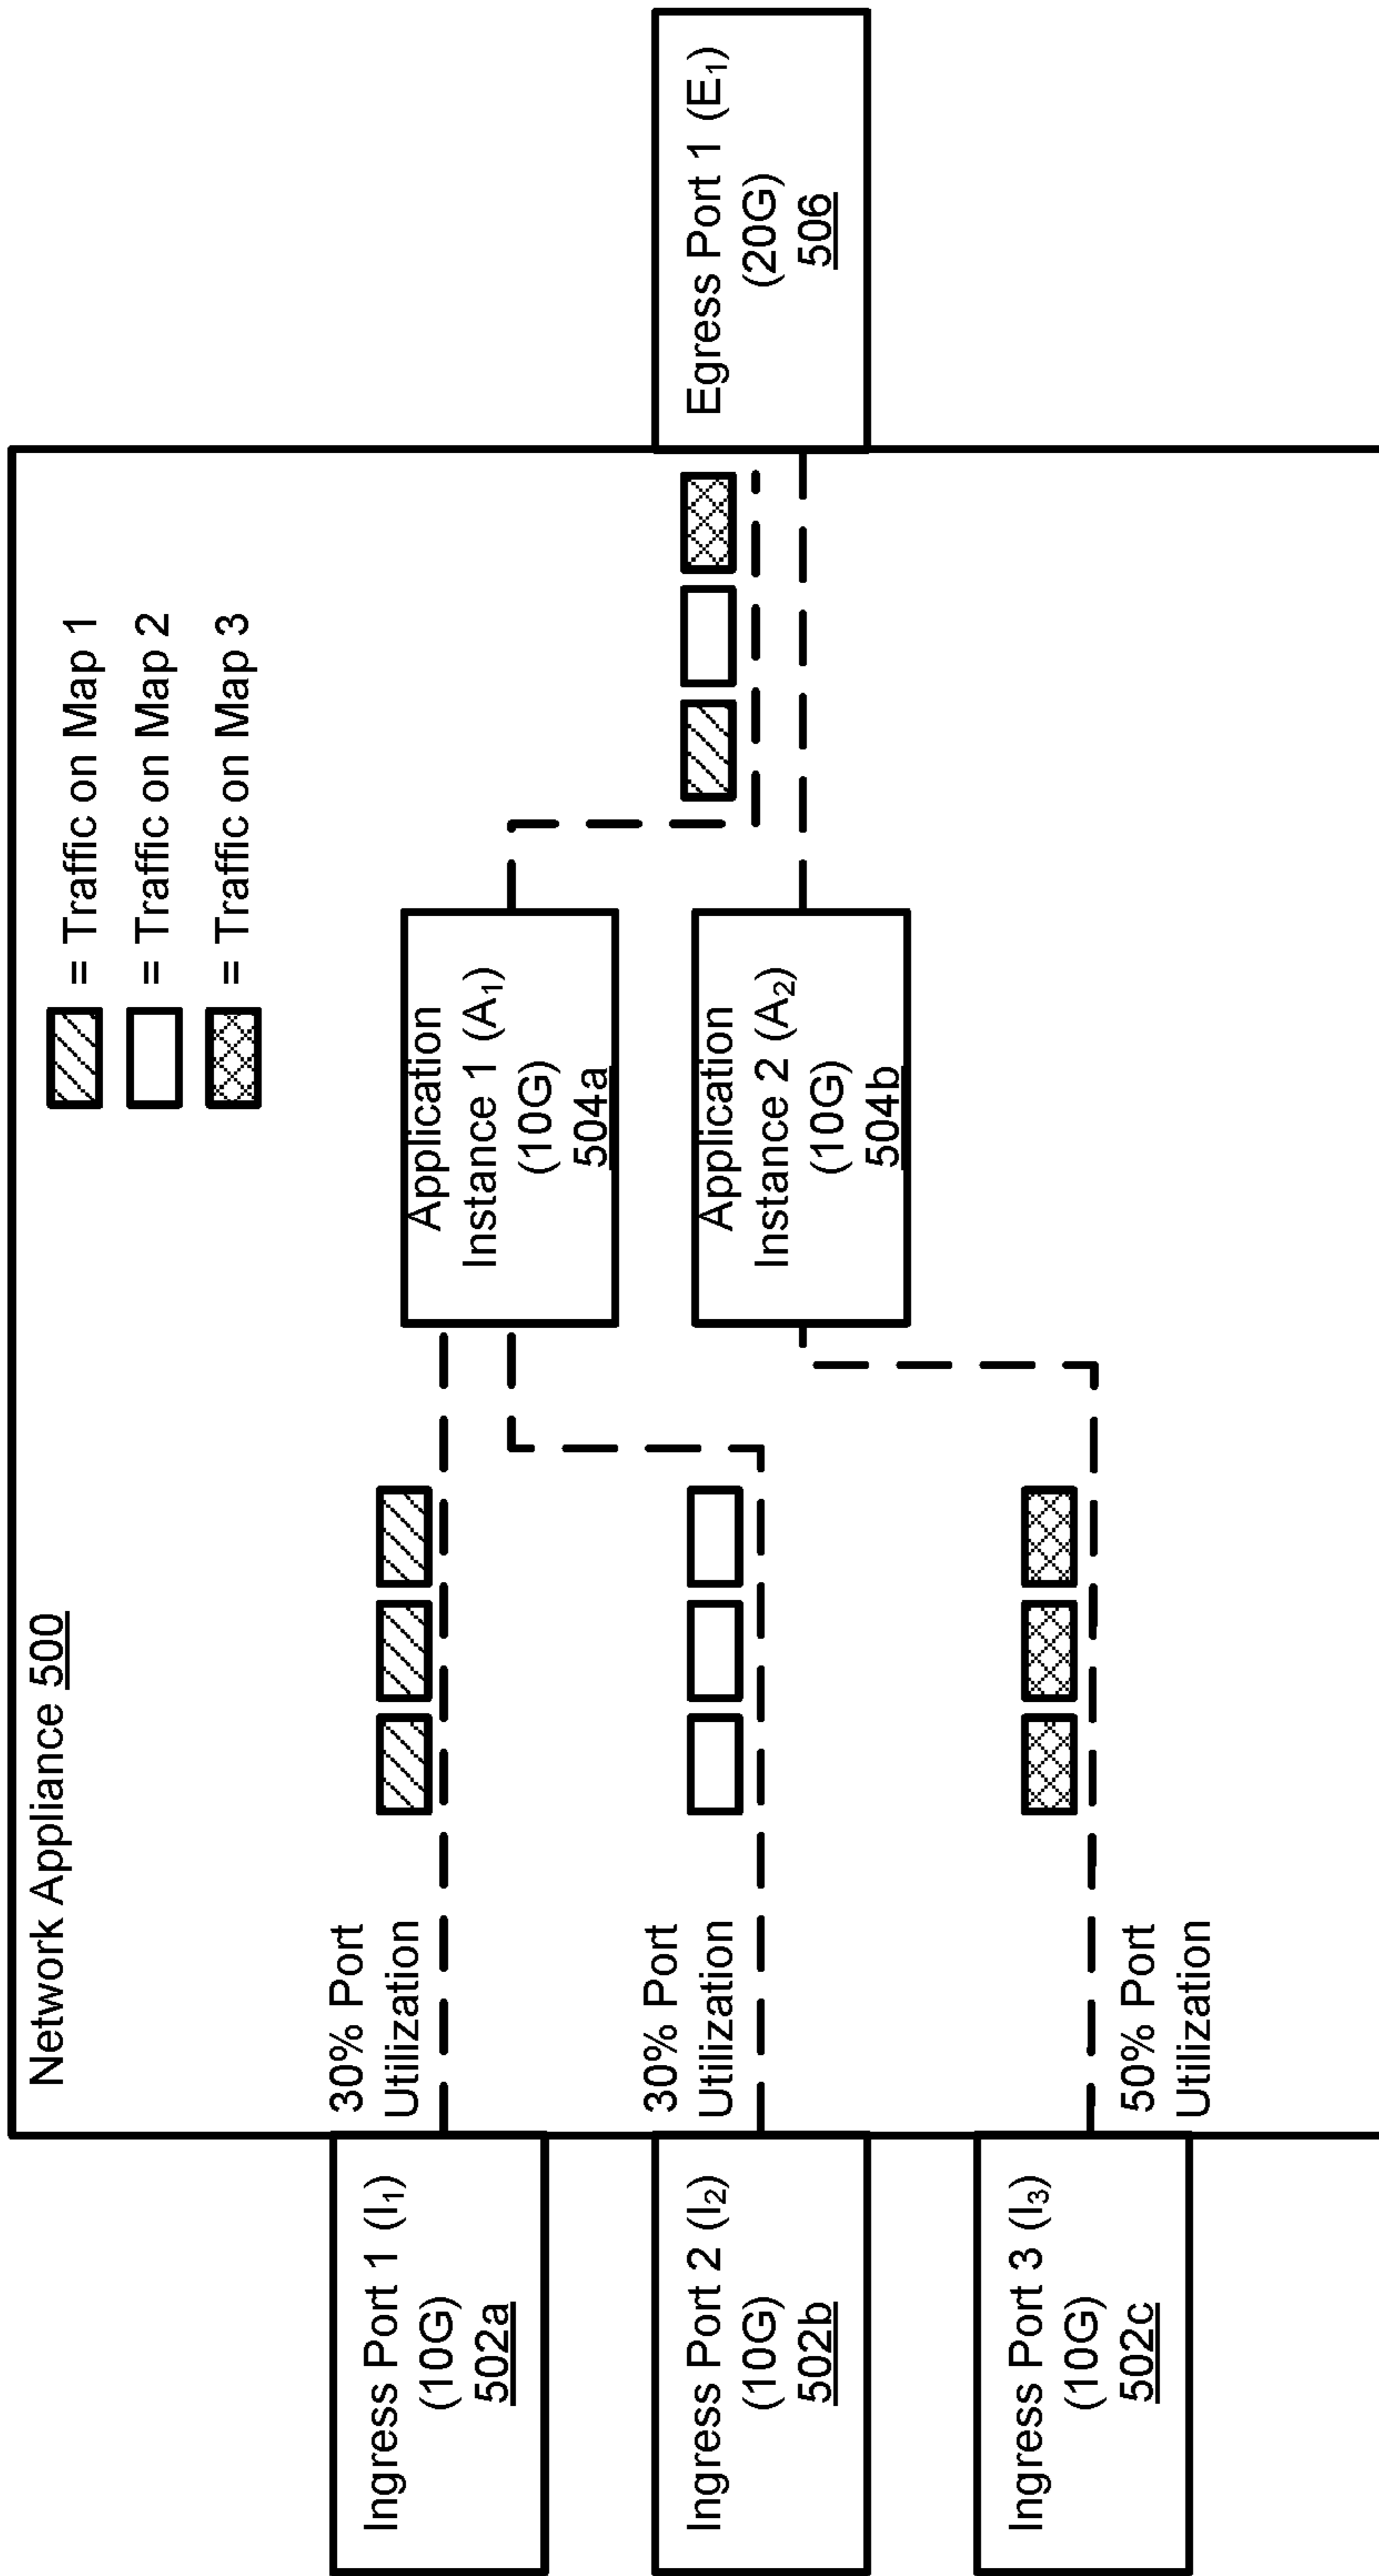 Network Appliance 500
= Traffic on Map 1
= Traffic on Map 2
= Traffic on Map 3
Ingress Port 1 (I₁)
(10G)
502a
30% Port
Utilization
Ingress Port 2 (I₂)
(10G)
502b
30% Port
Utilization
Ingress Port 3 (I₃)
(10G)
502c
50% Port
Utilization
Application
Instance 1 (A₁)
(10G)
504a
Application
Instance 2 (A₂)
(10G)
504b
Egress Port 1 (E₁)
(20G)
506